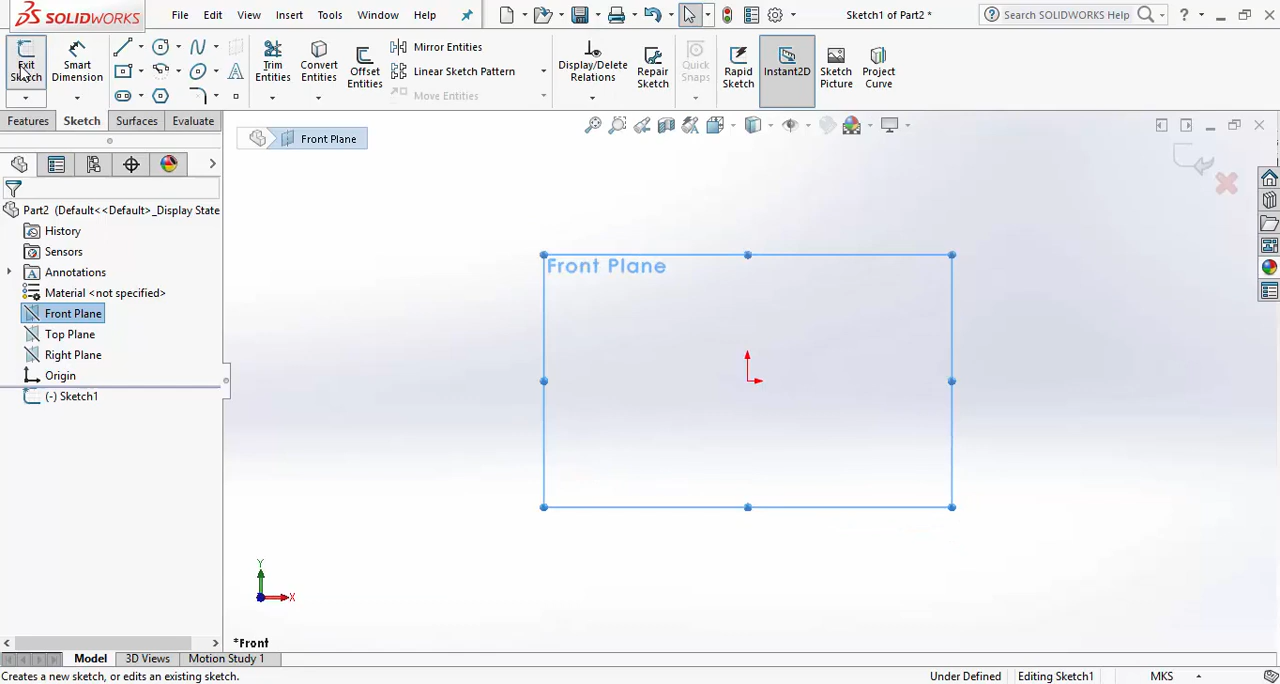 SOLIDWORKS
File
Edit
View
Insert
Tools
Window
Help
Sketch1 of Part2 *
Search SOLIDWORKS Help
Exit
Sketch
Smart
Dimension
Trim
Entities
Convert
Entities
Offset
Entities
Mirror Entities
Linear Sketch Pattern
Move Entities
Display/Delete
Relations
Repair
Sketch
Quick
Snaps
Rapid
Sketch
Instant2D
Sketch
Picture
Project
Curve
Features
Sketch
Surfaces
Evaluate
Front Plane
Part2 (Default<<Default>_Display State
History
Sensors
Annotations
Material <not specified>
Front Plane
Top Plane
Right Plane
Origin
(-) Sketch1
Front Plane
Y
X
*Front
Model
3D Views
Motion Study 1
Creates a new sketch, or edits an existing sketch.
Under Defined
Editing Sketch1
MKS